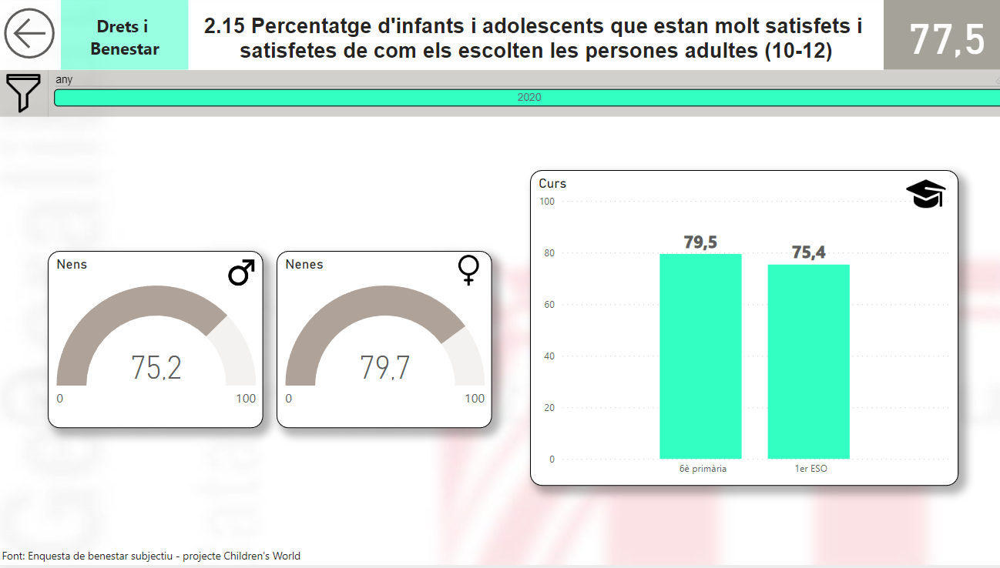 Drets i
Benestar
2.15 Percentatge d'infants i adolescents que estan molt satisfets i
satisfetes de com els escolten les persones adultes (10-12)
77,5
any
2020
Nens
75,2
0
100
Nenes
79,7
0
100
Curs
100
80
60
40
20
0
79,5
75,4
6è primària
1er ESO
Font: Enquesta de benestar subjectiu - projecte Children's World